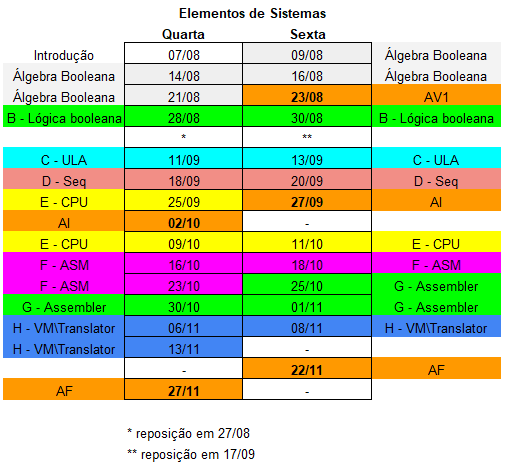 Elementos de Sistemas
Quarta Sexta
Introdução 07/08 09/08 Álgebra Booleana
Álgebra Booleana 14/08 16/08 Álgebra Booleana
Álgebra Booleana 21/08 23/08 AV1
B - Lógica booleana 28/08 30/08 B - Lógica booleana
* **
C - ULA 11/09 13/09 C - ULA
D - Seq 18/09 20/09 D - Seq
E - CPU 25/09 27/09 AI
AI 02/10 -
E - CPU 09/10 11/10 E - CPU
F - ASM 16/10 18/10 F - ASM
F - ASM 23/10 25/10 G - Assembler
G - Assembler 30/10 01/11 G - Assembler
H - VM\Translator 06/11 08/11 H - VM\Translator
H - VM\Translator 13/11
- 22/11 AF
AF 27/11 -
* reposição em 27/08
** reposição em 17/09